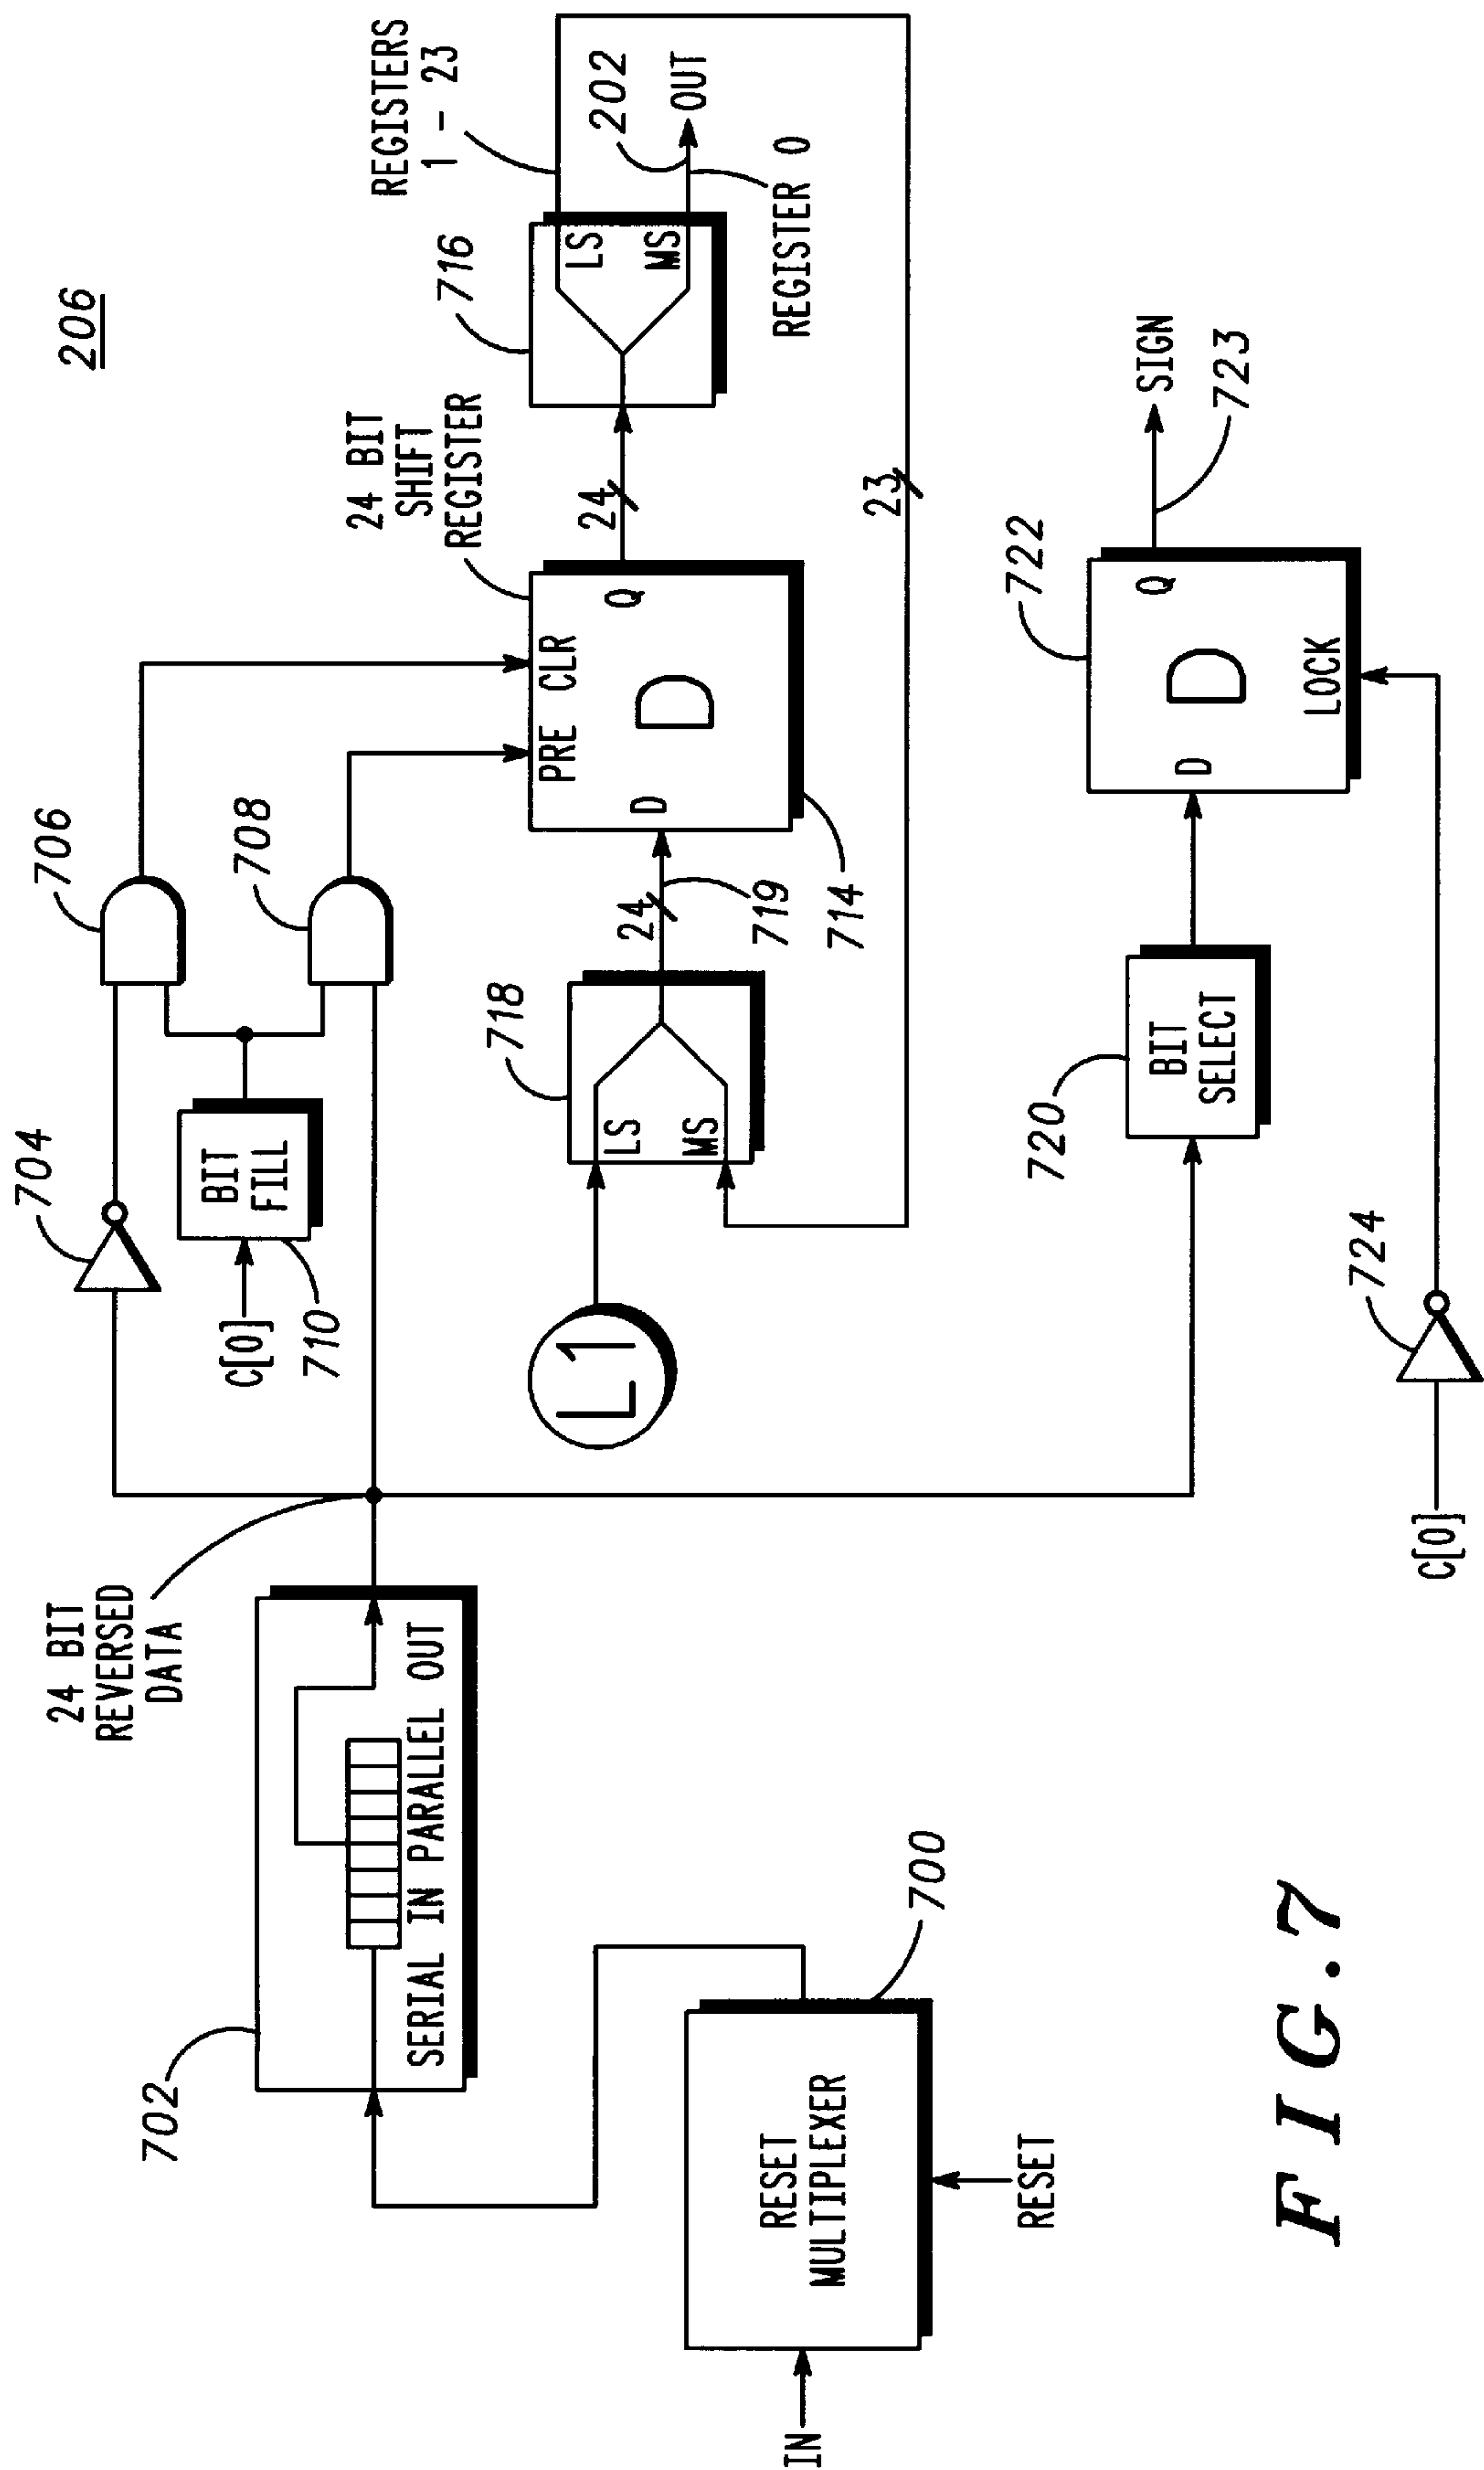 206
702
SERIAL IN PARALLEL OUT
24 BIT
REVERSED
DATA
704
706
708
C[0]
BIT
FILL
710
IN
RESET
MULTIPLEXER
RESET
700
L1
718
LS
MS
24
719
24 BIT
SHIFT
REGISTER
PRE CLR
D
Q
D
714
24
716
LS
MS
REGISTERS
1 - 23
202
OUT
REGISTER 0
23
720
BIT
SELECT
722
D
Q
D
LOCK
SIGN
723
724
C[0]
FIG.7